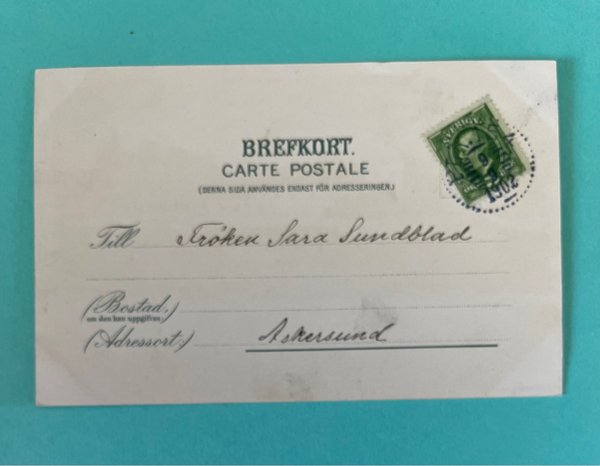 BREFKORT.
CARTE POSTALE
(DENNA SIDA ANVÄNDES ENDAST FÖR ADRESSERINGEN.)
SVERIGE
1902
Till Fröken Sara Sundblad
(Bostad,)
om den kan uppgifvas
(Adressort:) Askersund